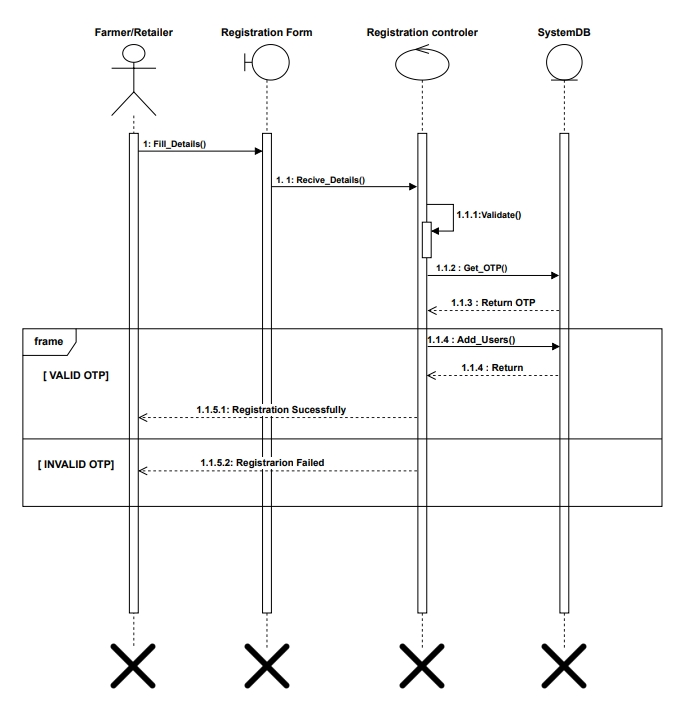 Farmer/Retailer
Registration Form
Registration controler
SystemDB
1: Fill_Details()
1. 1: Recive_Details()
1.1.1:Validate()
1.1.2 : Get_OTP()
1.1.3 : Return OTP
frame
1.1.4 : Add_Users()
[ VALID OTP]
1.1.4 : Return
1.1.5.1: Registration Sucessfully
[ INVALID OTP]
1.1.5.2: Registrarion Failed